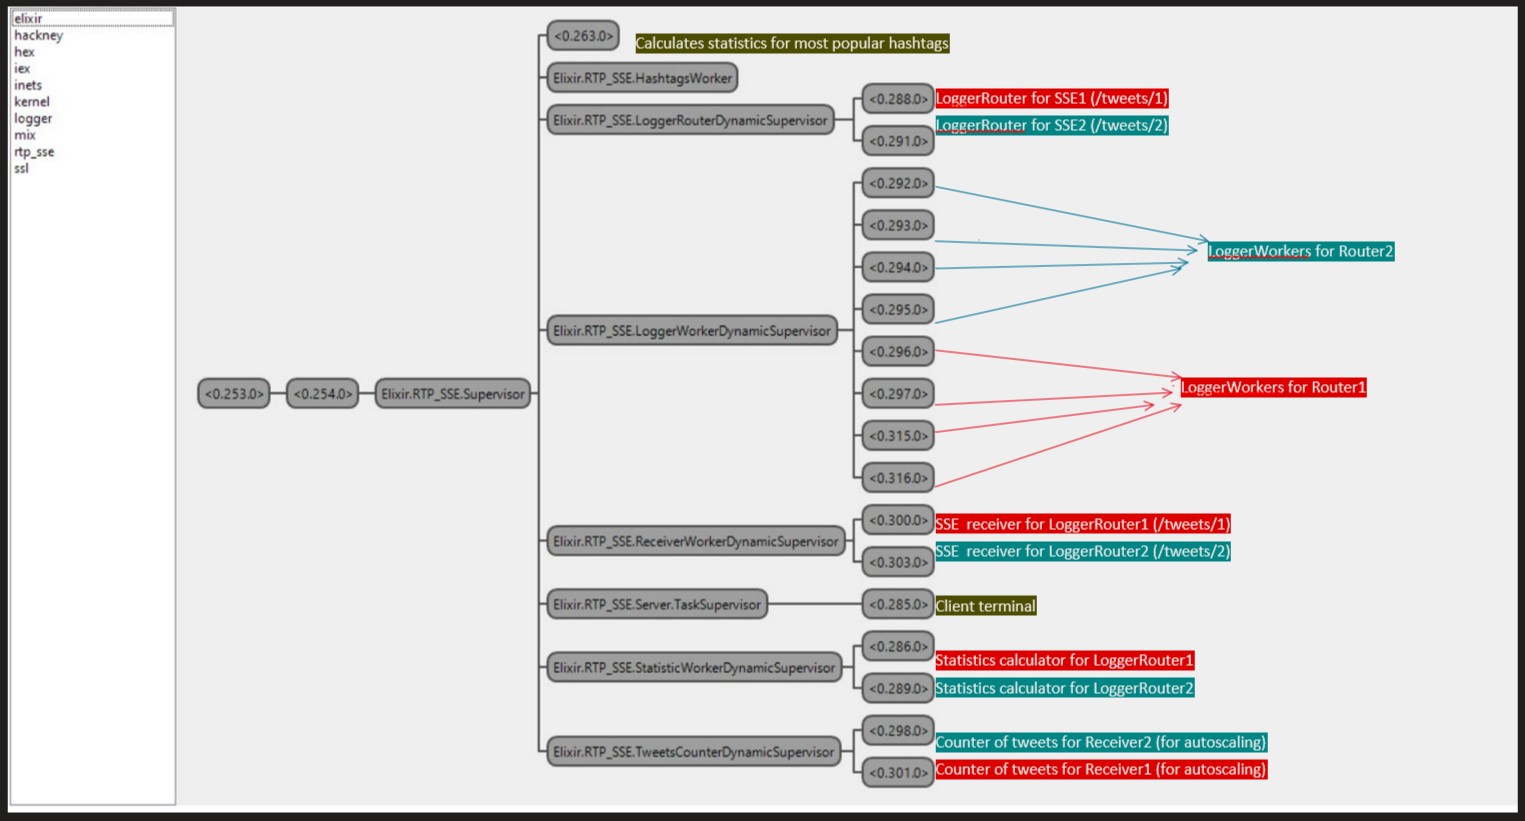 elixir
hackney
hex
iex
inets
kernel
logger
mix
rtp_sse
ssl
<0.253.0>
<0.254.0>
Elixir.RTP_SSE.Supervisor
<0.263.0>
Calculates statistics for most popular hashtags
Elixir.RTP_SSE.HashtagsWorker
Elixir.RTP_SSE.LoggerRouterDynamicSupervisor
<0.288.0>
LoggerRouter for SSE1 (/tweets/1)
<0.291.0>
LoggerRouter for SSE2 (/tweets/2)
Elixir.RTP_SSE.LoggerWorkerDynamicSupervisor
<0.292.0>
<0.293.0>
<0.294.0>
<0.295.0>
LoggerWorkers for Router2
<0.296.0>
<0.297.0>
<0.315.0>
<0.316.0>
LoggerWorkers for Router1
Elixir.RTP_SSE.ReceiverWorkerDynamicSupervisor
<0.300.0>
SSE  receiver for LoggerRouter1 (/tweets/1)
<0.303.0>
SSE  receiver for LoggerRouter2 (/tweets/2)
Elixir.RTP_SSE.Server.TaskSupervisor
<0.285.0>
Client terminal
Elixir.RTP_SSE.StatisticWorkerDynamicSupervisor
<0.286.0>
Statistics calculator for LoggerRouter1
<0.289.0>
Statistics calculator for LoggerRouter2
Elixir.RTP_SSE.TweetsCounterDynamicSupervisor
<0.298.0>
Counter of tweets for Receiver2 (for autoscaling)
<0.301.0>
Counter of tweets for Receiver1 (for autoscaling)